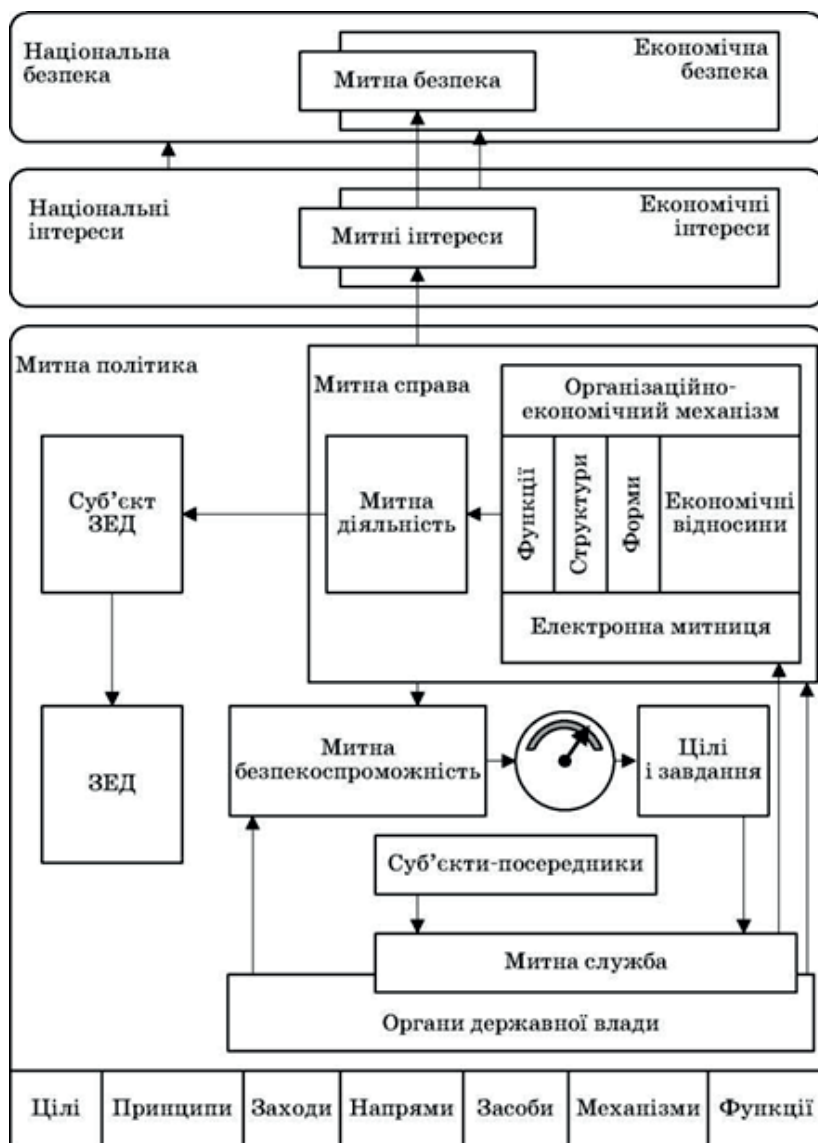 Національна
безпека
Митна безпека
Економічна
безпека
Національні
інтереси
Митні інтереси
Економічні
інтереси
Митна політика
Митна справа
Організаційно-
економічний механізм
Суб’єкт
ЗЕД
Митна
діяльність
Функції
Структури
Форми
Економічні
відносини
Електронна митниця
ЗЕД
Митна
безпекоспроможність
Цілі
і завдання
Суб’єкти-посередники
Митна служба
Органи державної влади
Цілі
Принципи
Заходи
Напрями
Засоби
Механізми
Функції